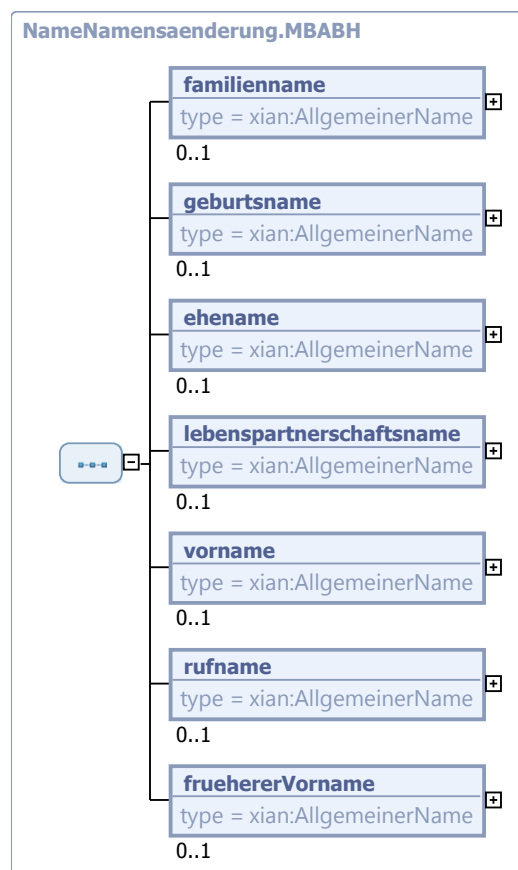 NameNamensaenderung.MBABH
familienname
type = xian:AllgemeinerName
0..1
geburtsname
type = xian:AllgemeinerName
0..1
ehename
type = xian:AllgemeinerName
0..1
lebenspartnerschaftsname
type = xian:AllgemeinerName
0..1
vorname
type = xian:AllgemeinerName
0..1
rufname
type = xian:AllgemeinerName
0..1
fruehererVorname
type = xian:AllgemeinerName
0..1